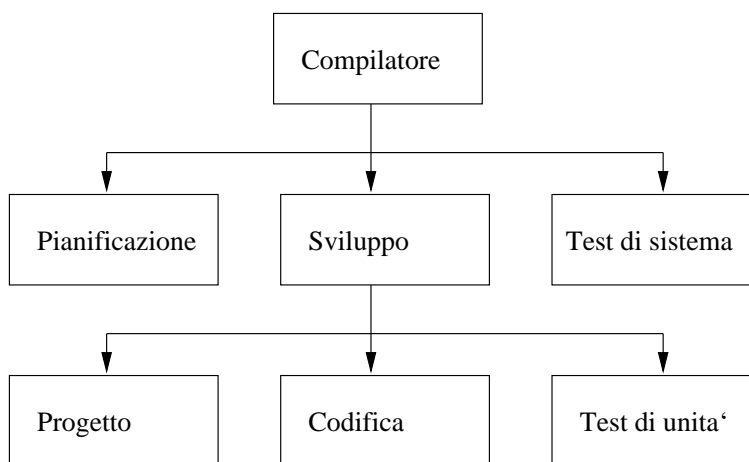 Compilatore
Pianificazione
Sviluppo
Test di sistema
Progetto
Codifica
Test di unita‘